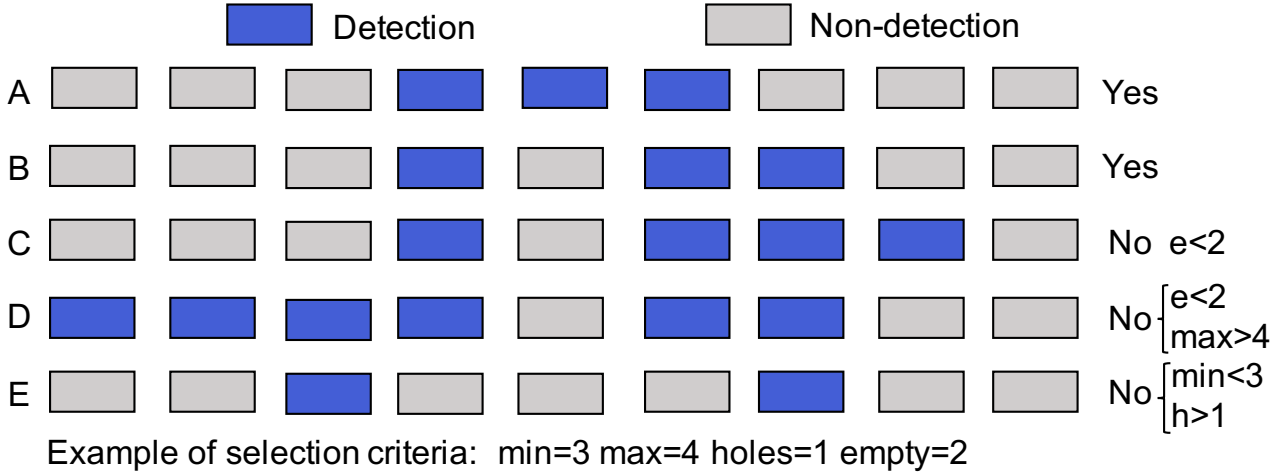 Detection Non-detection
A Yes
B Yes
C No e<2
D No e<2
max>4
E No min<3
h>1
Example of selection criteria: min=3 max=4 holes=1 empty=2